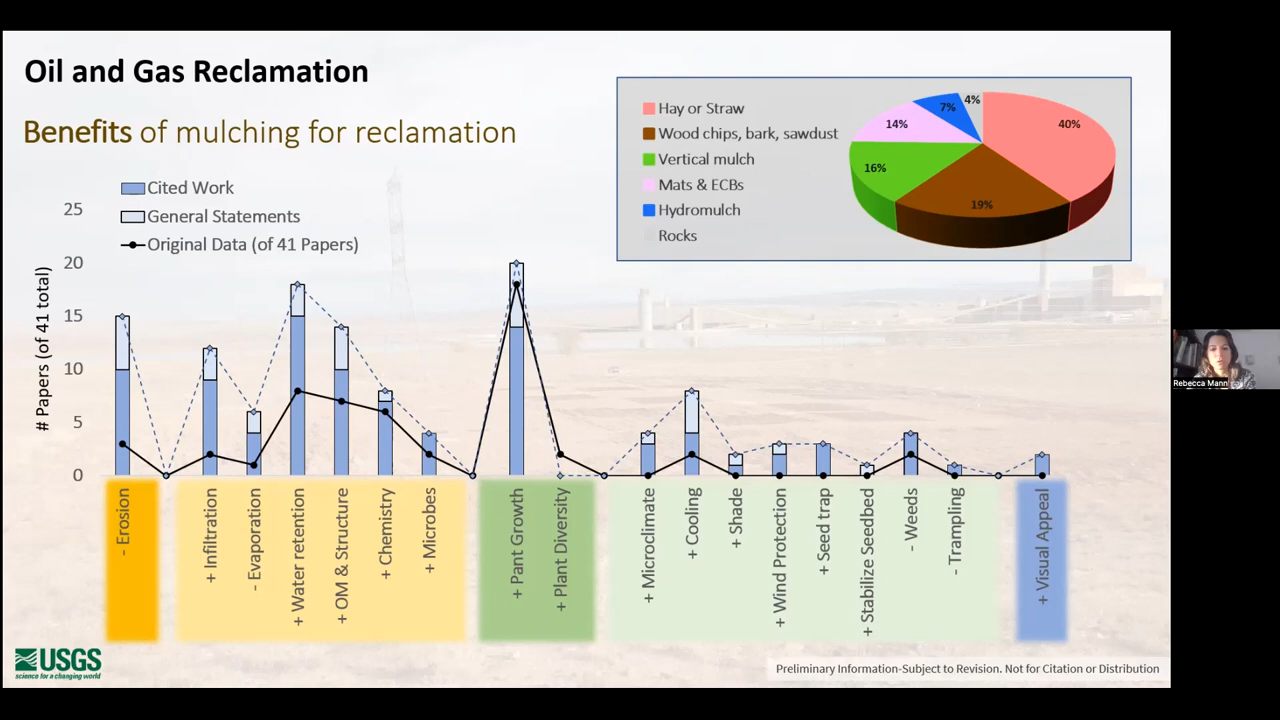 Oil and Gas Reclamation
Benefits of mulching for reclamation
Hay or Straw
Wood chips, bark, sawdust
Vertical mulch
Mats & ECBs
Hydromulch
Rocks
40%
19%
16%
14%
7%
4%
Cited Work
General Statements
Original Data (of 41 Papers)
# Papers (of 41 total)
25
20
15
10
5
0
- Erosion
+ Infiltration
- Evaporation
+ Water retention
+ OM & Structure
+ Chemistry
+ Microbes
+ Pant Growth
+ Plant Diversity
+ Microclimate
+ Cooling
+ Shade
+ Wind Protection
+ Seed trap
+ Stabilize Seedbed
- Weeds
- Trampling
+ Visual Appeal
USGS
science for a changing world
Preliminary Information-Subject to Revision. Not for Citation or Distribution
Rebecca Mann